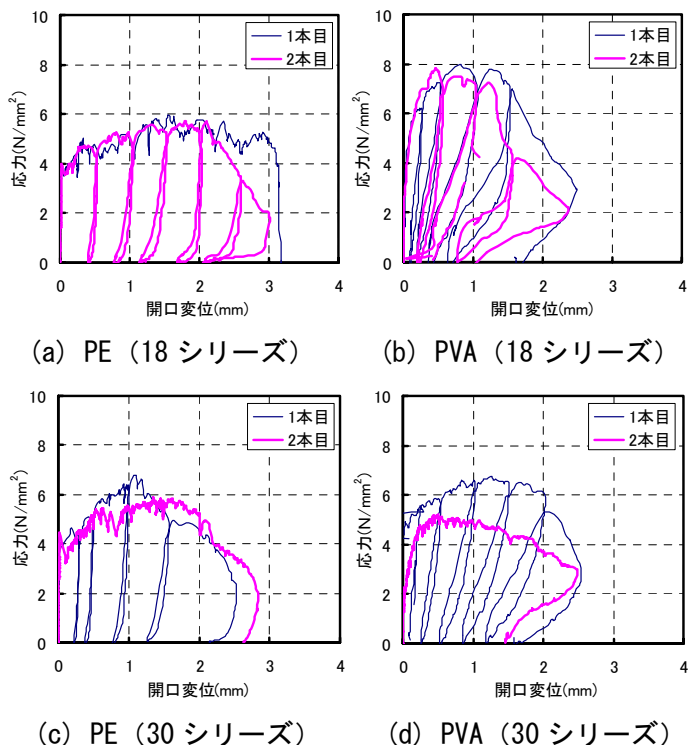 10
8
6
4
2
0
応力(N/mm²)
1本目
2本目
0 1 2 3 4
開口変位(mm)
(a) PE（18 シリーズ）
10
8
6
4
2
0
応力(N/mm²)
1本目
2本目
0 1 2 3 4
開口変位(mm)
(b) PVA（18 シリーズ）
10
8
6
4
2
0
応力(N/mm²)
1本目
2本目
0 1 2 3 4
開口変位(mm)
(c) PE（30 シリーズ）
10
8
6
4
2
0
応力(N/mm²)
1本目
2本目
0 1 2 3 4
開口変位(mm)
(d) PVA（30 シリーズ）